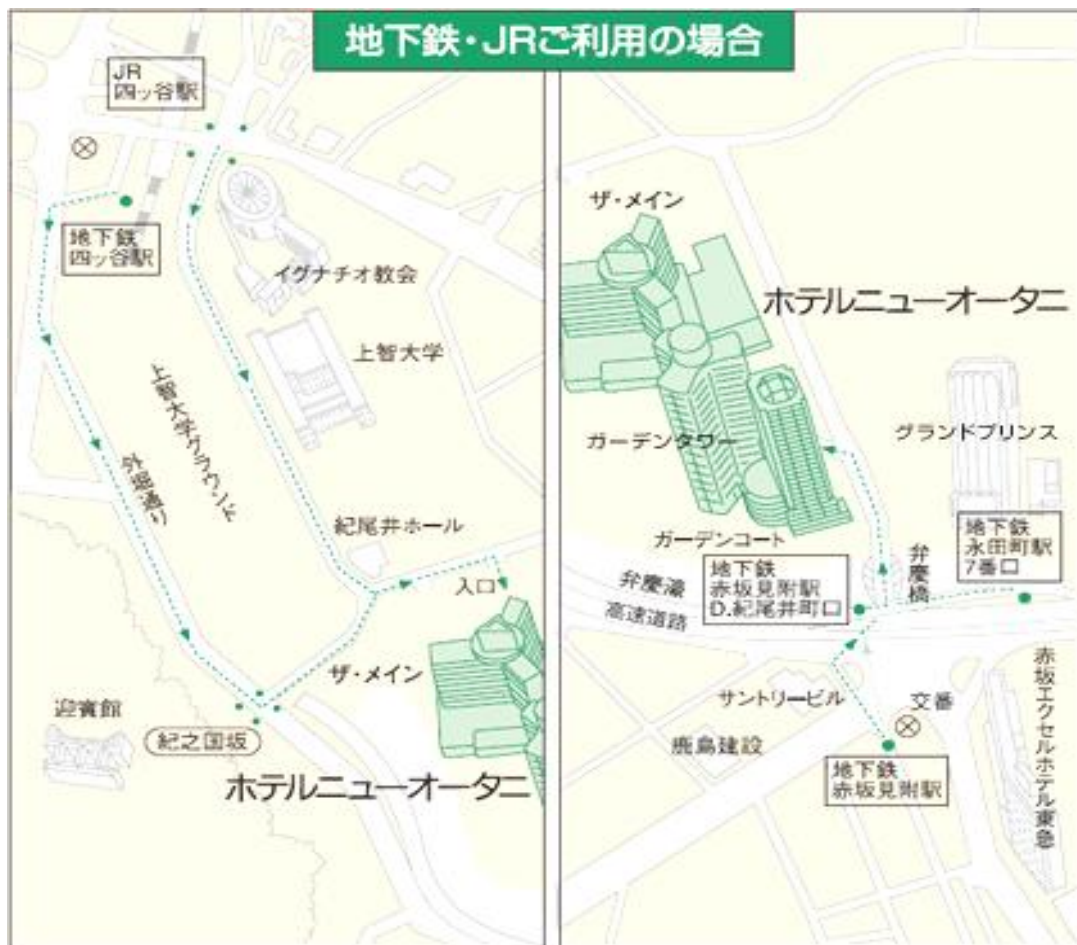 地下鉄・JRご利用の場合
JR
四ッ谷駅
地下鉄
四ッ谷駅
イグナチオ教会
上智大学
上智大学グラウンド
外堀通り
紀尾井ホール
入口
ザ・メイン
迎賓館
紀之国坂
ホテルニューオータニ
ザ・メイン
ホテルニューオータニ
ガーデンタワー
グランドプリンス
ガーデンコート
地下鉄
赤坂見附駅
D.紀尾井町口
地下鉄
永田町駅
7番口
弁慶橋
弁慶濠
高速道路
サントリービル
交番
鹿島建設
地下鉄
赤坂見附駅
赤坂エクセルホテル東急